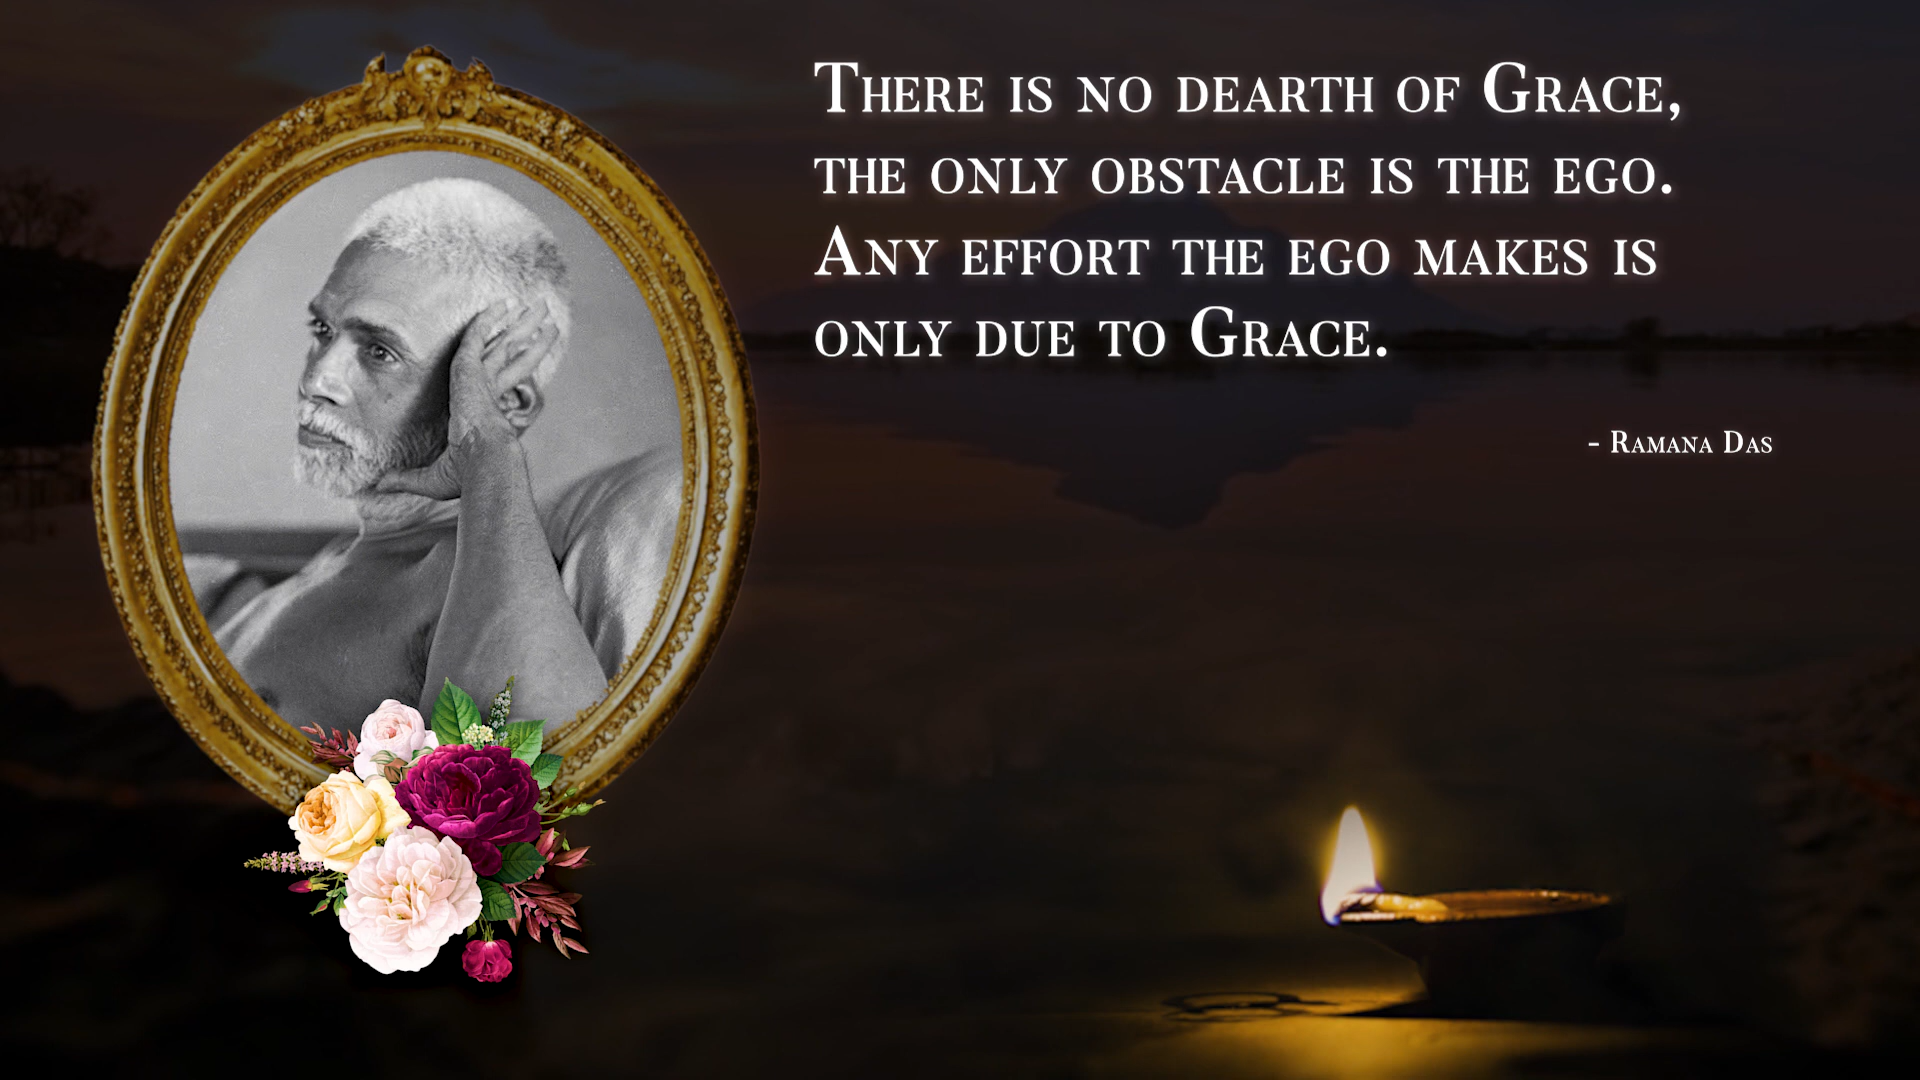 There is no dearth of Grace,
the only obstacle is the ego.
Any effort the ego makes is
only due to Grace.
- Ramana Das